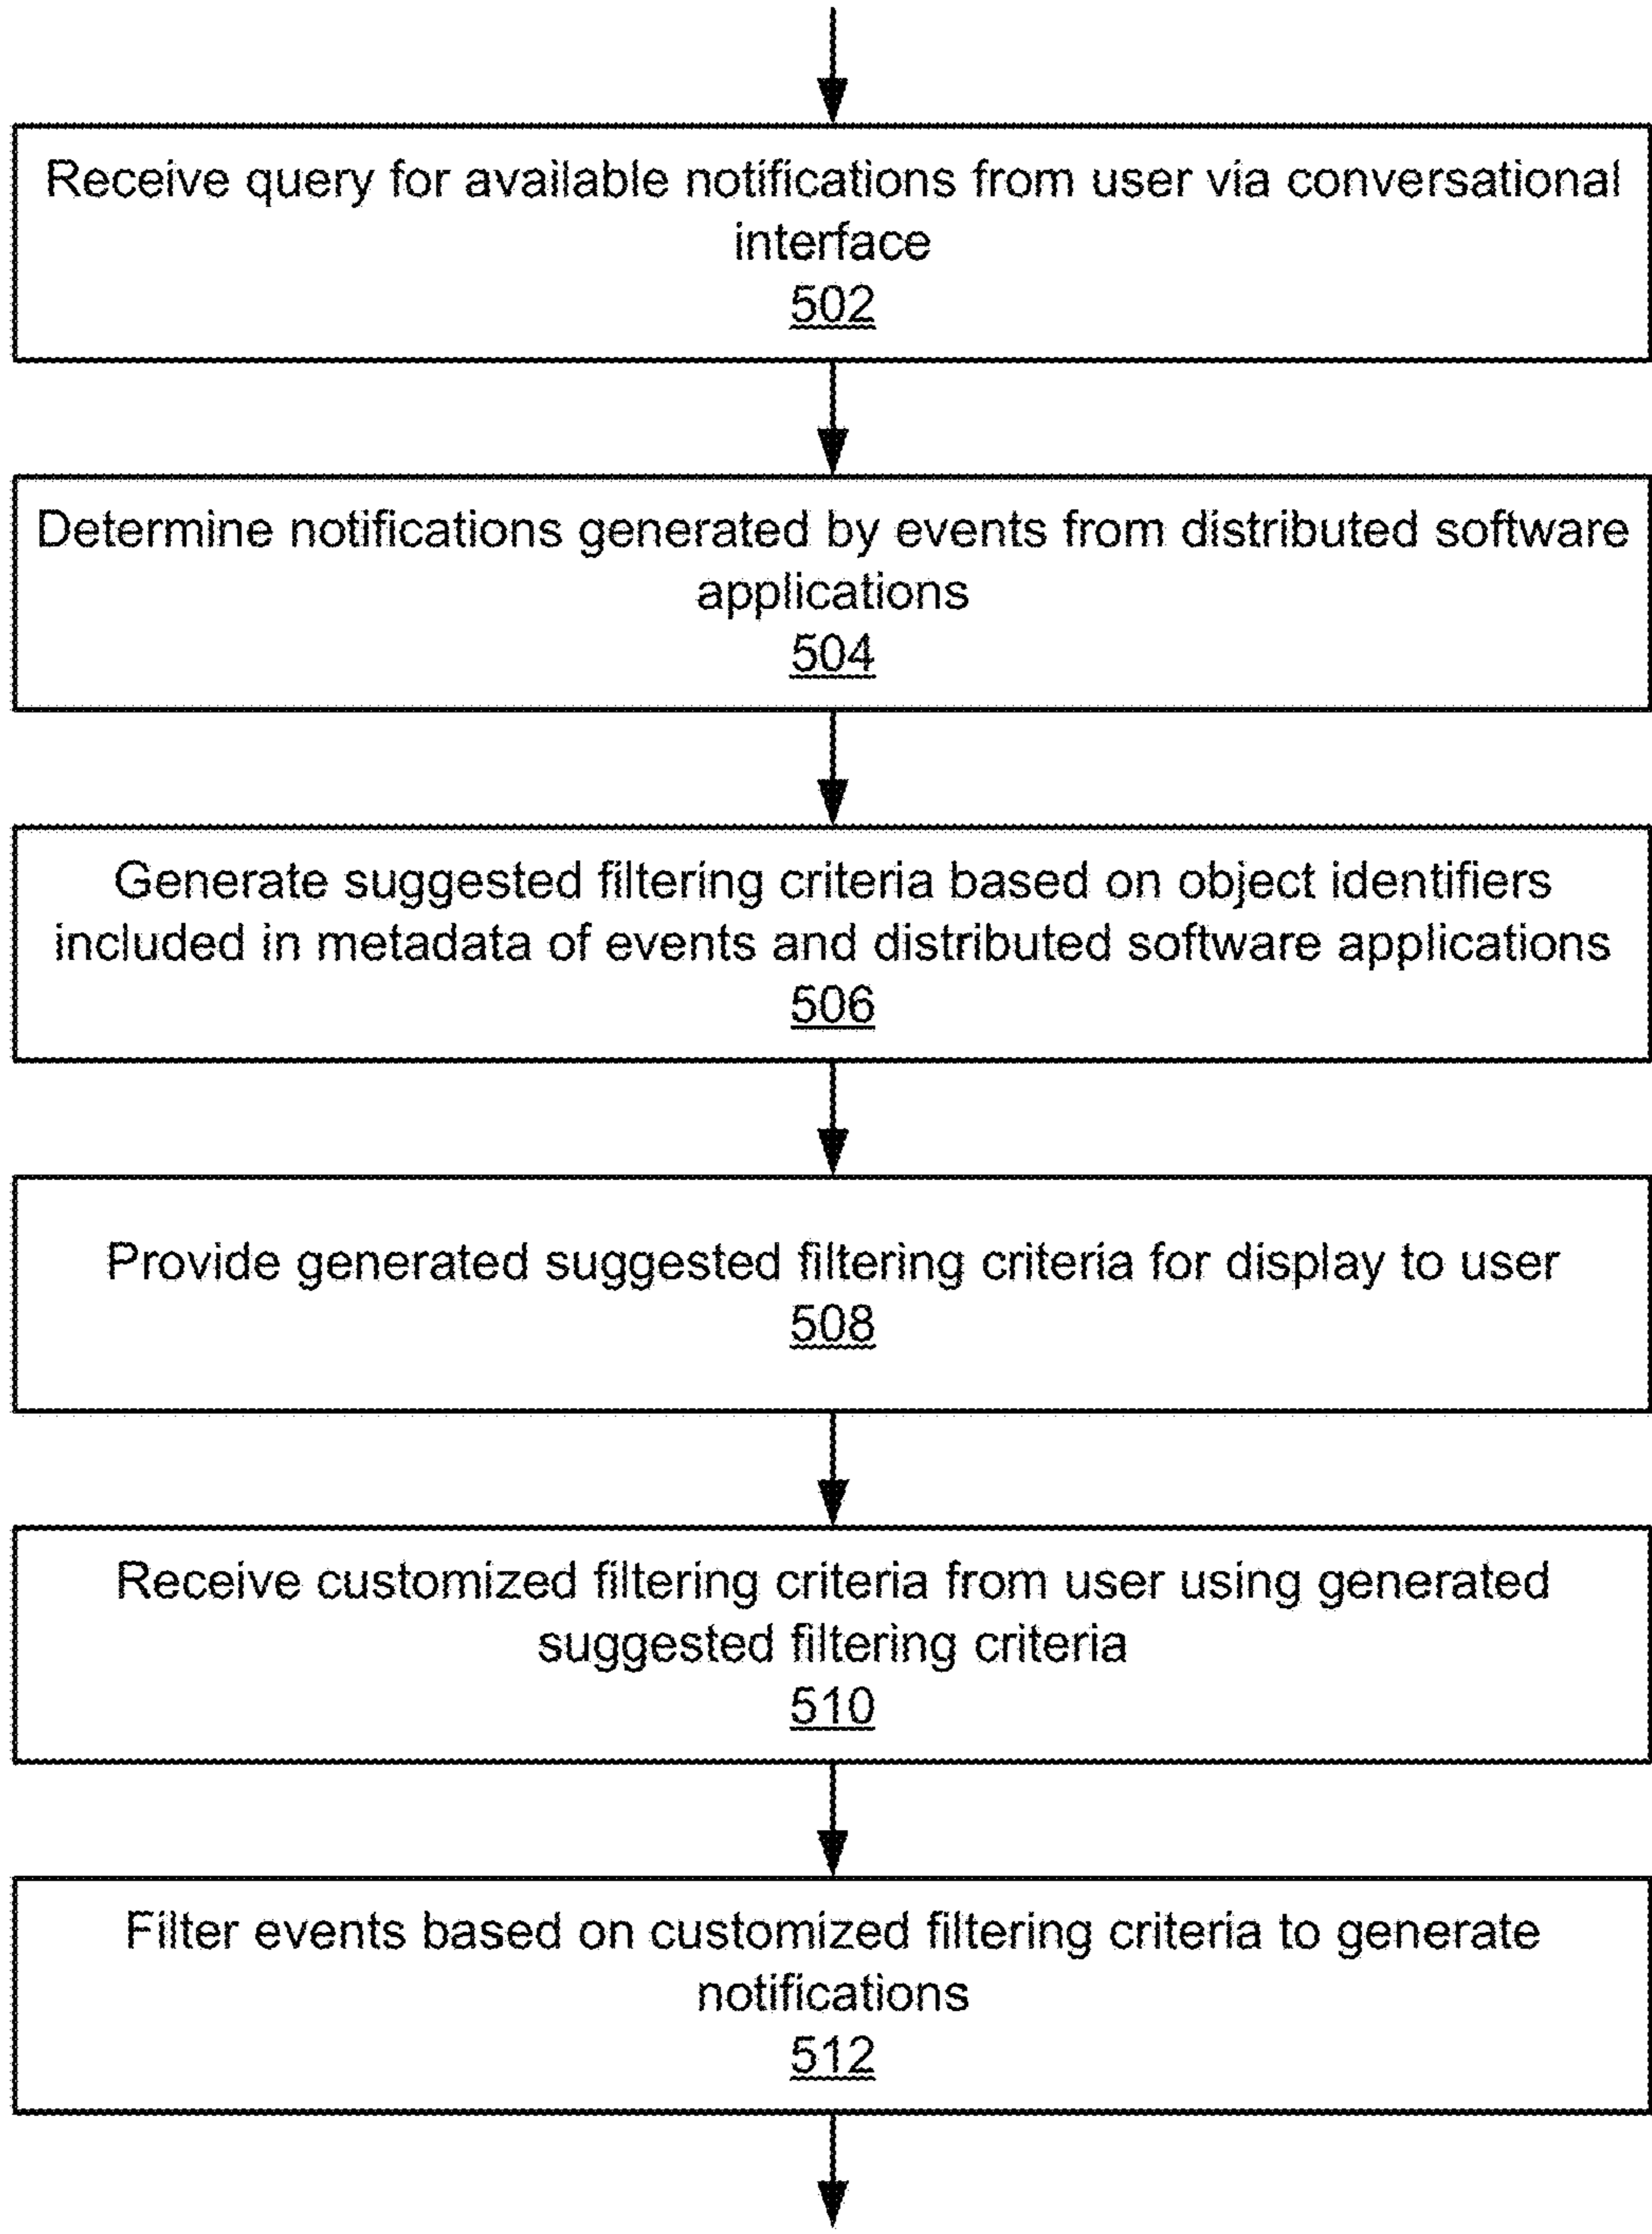 Receive query for available notifications from user via conversational
interface
502
Determine notifications generated by events from distributed software
applications
504
Generate suggested filtering criteria based on object identifiers
included in metadata of events and distributed software applications
506
Provide generated suggested filtering criteria for display to user
508
Receive customized filtering criteria from user using generated
suggested filtering criteria
510
Filter events based on customized filtering criteria to generate
notifications
512